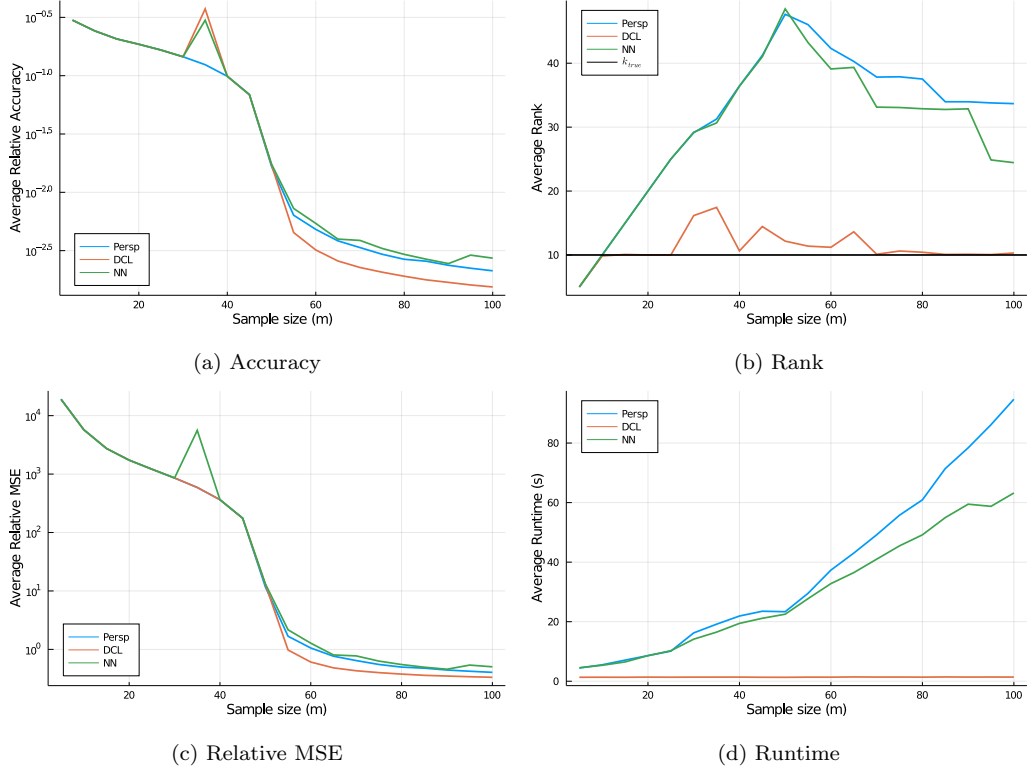 Average Relative Accuracy
10^{-0.5}
10^{-1.0}
10^{-1.5}
10^{-2.0}
10^{-2.5}
Persp
DCL
NN
20 40 60 80 100
Sample size (m)
(a) Accuracy
Average Rank
40
30
20
10
Persp
DCL
NN
k_{true}
20 40 60 80 100
Sample size (m)
(b) Rank
Average Relative MSE
10^4
10^3
10^2
10^1
10^0
Persp
DCL
NN
20 40 60 80 100
Sample size (m)
(c) Relative MSE
Average Runtime (s)
80
60
40
20
0
Persp
DCL
NN
20 40 60 80 100
Sample size (m)
(d) Runtime